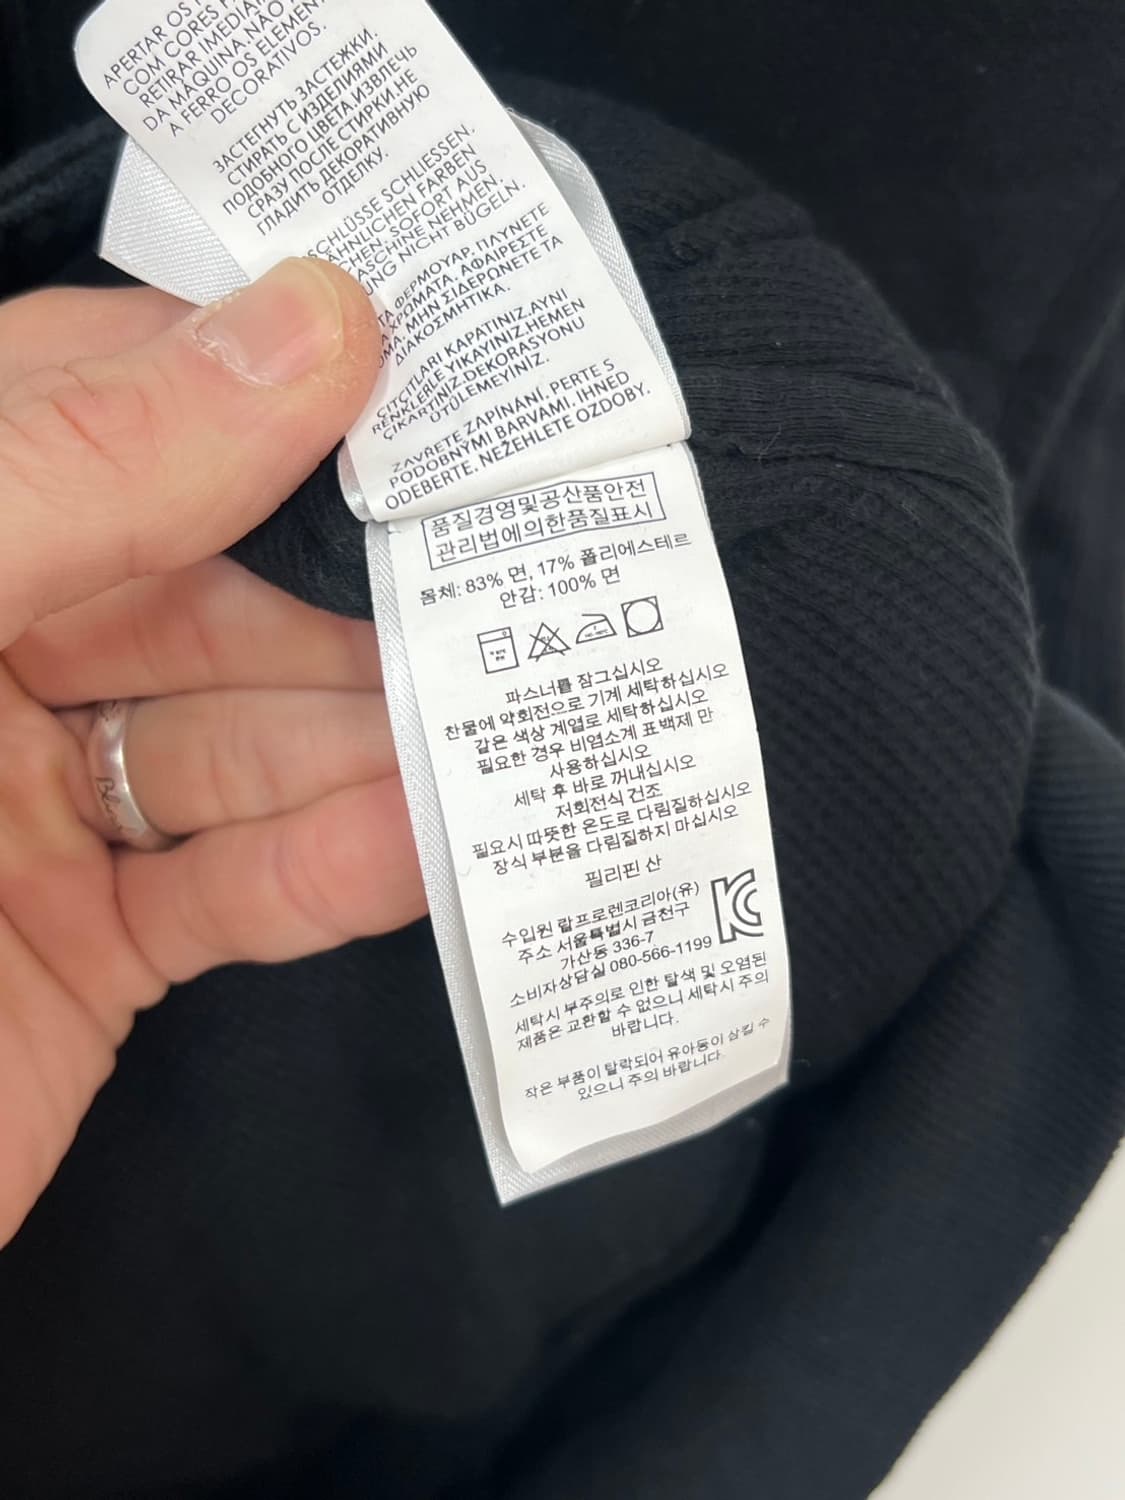 APERTAR OS
COM CORES
RETIRAR IMEDIA
DA MÁQUINA.NÃO
A FERRO OS ELEMEN
DECORATIVOS.
ЗАСТЕГНУТЬ ЗАСТЕЖКИ.
СТИРАТЬ С ИЗДЕЛИЯМИ
ПОДОБНОГО ЦВЕТА ИЗВЛЕЧЬ
СРАЗУ ПОСЛЕ СТИРКИ НЕ
ГЛАДИТЬ ДЕКОРАТИВНУЮ
ОТДЕЛКУ.
SCHLÜSSE SCHLIESSEN.
ÄHNLICHEN FARBEN
CHEN. SOFORT AUS
ASCHINE NEHMEN.
UNG NICHT BÜGELN.
ΤΑ ΦΕΡΜΟΥΑΡ. ΠΛΥΝΕΤΕ
ΧΡΩΜΑΤΑ. ΑΦΑΙΡΕΣΤΕ
ΜΗΝ ΣΙΔΕΡΩΝΕΤΕ ΤΑ
ΔΙΑΚΟΣΜΗΤΙΚΑ.
ÇITÇITLARI KAPATINIZ.AYNI
RENKLERLE YIKAYINIZ.HEMEN
ÇIKARTINIZ.DEKORASYONU
ÜTÜLEMEYİNİZ.
ZAVŘETE ZAPÍNÁNÍ. PERTE S
PODOBNÝMI BARVAMI. IHNED
ODEBERTE. NEŽEHLETE OZDOBY.
품질경영및공산품안전
관리법에의한품질표시
몸체: 83% 면, 17% 폴리에스테르
안감: 100% 면
파스너를 잠그십시오
찬물에 약회전으로 기계 세탁하십시오
같은 색상 계열로 세탁하십시오
필요한 경우 비염소계 표백제 만
사용하십시오
세탁 후 바로 꺼내십시오
저회전식 건조
필요시 따뜻한 온도로 다림질하십시오
장식 부분을 다림질하지 마십시오
필리핀 산
수입원 랄프로렌코리아(유)
주소 서울특별시 금천구
가산동 336-7
소비자상담실 080-566-1199
KC
세탁시 부주의로 인한 탈색 및 오염된
제품은 교환할 수 없으니 세탁시 주의
바랍니다.
작은 부품이 탈락되어 유아동이 삼킬 수
있으니 주의 바랍니다.